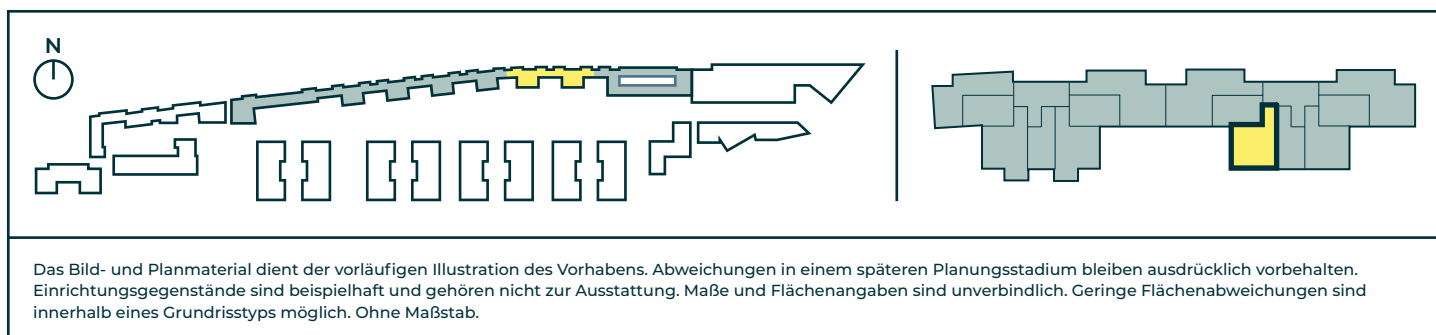 N
Das Bild- und Planmaterial dient der vorläufigen Illustration des Vorhabens. Abweichungen in einem späteren Planungsstadium bleiben ausdrücklich vorbehalten.
Einrichtungsgegenstände sind beispielhaft und gehören nicht zur Ausstattung. Maße und Flächenangaben sind unverbindlich. Geringe Flächenabweichungen sind
innerhalb eines Grundrisstyps möglich. Ohne Maßstab.